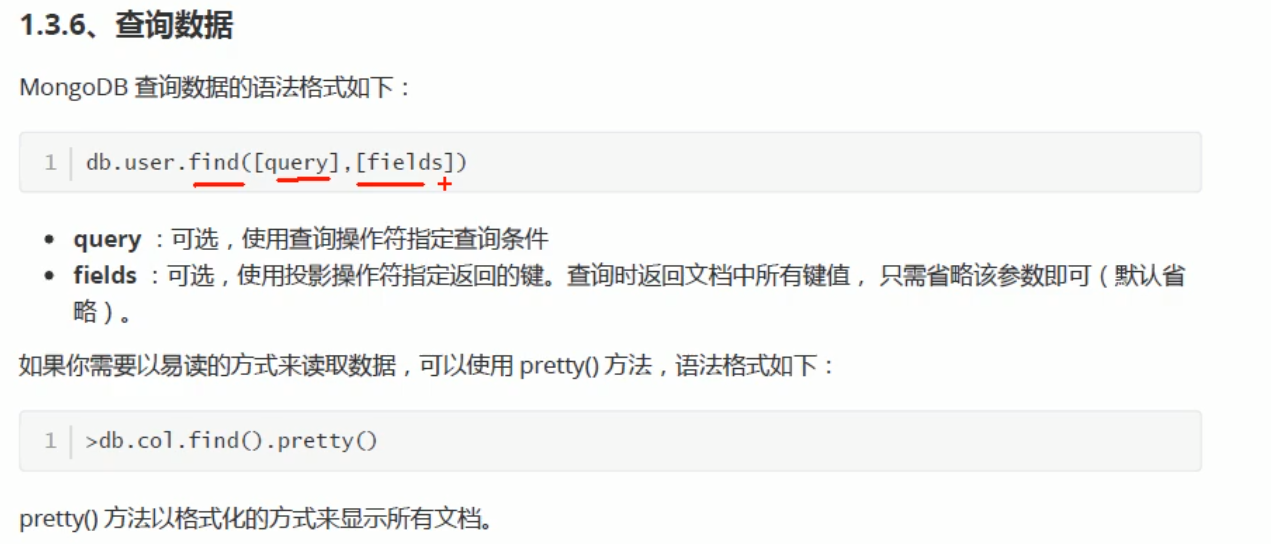 1.3.6、查询数据
MongoDB 查询数据的语法格式如下：
1 db.user.find([query],[fields])
• query ：可选，使用查询操作符指定查询条件
• fields ：可选，使用投影操作符指定返回的键。查询时返回文档中所有键值， 只需省略该参数即可（默认省
略）。
如果你需要以易读的方式来读取数据，可以使用 pretty() 方法，语法格式如下：
1 >db.col.find().pretty()
pretty() 方法以格式化的方式来显示所有文档。